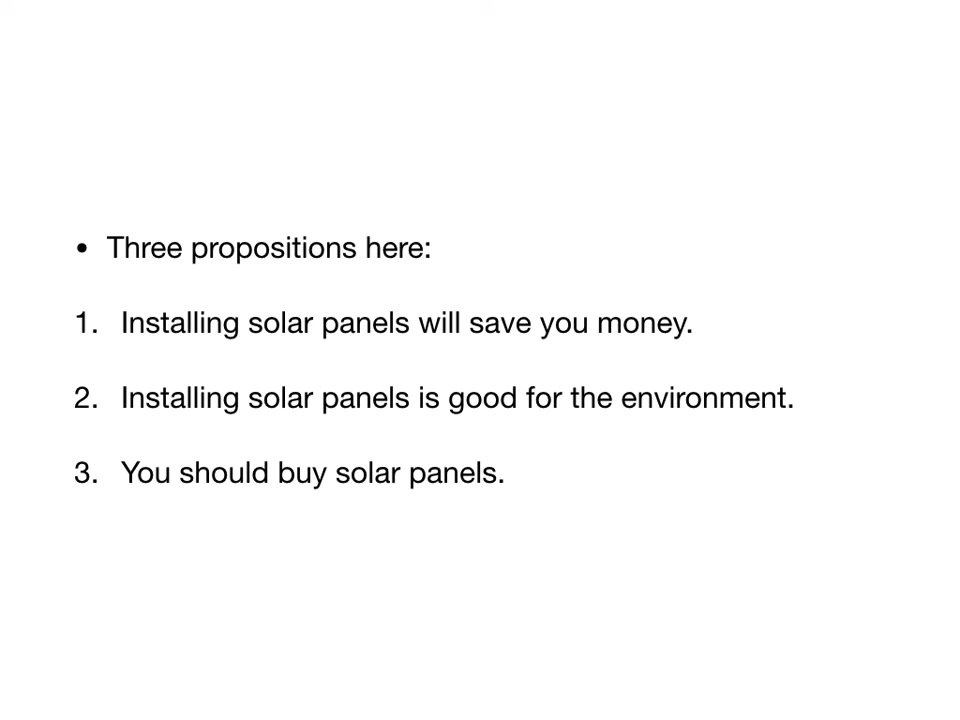 • Three propositions here:
1. Installing solar panels will save you money.
2. Installing solar panels is good for the environment.
3. You should buy solar panels.